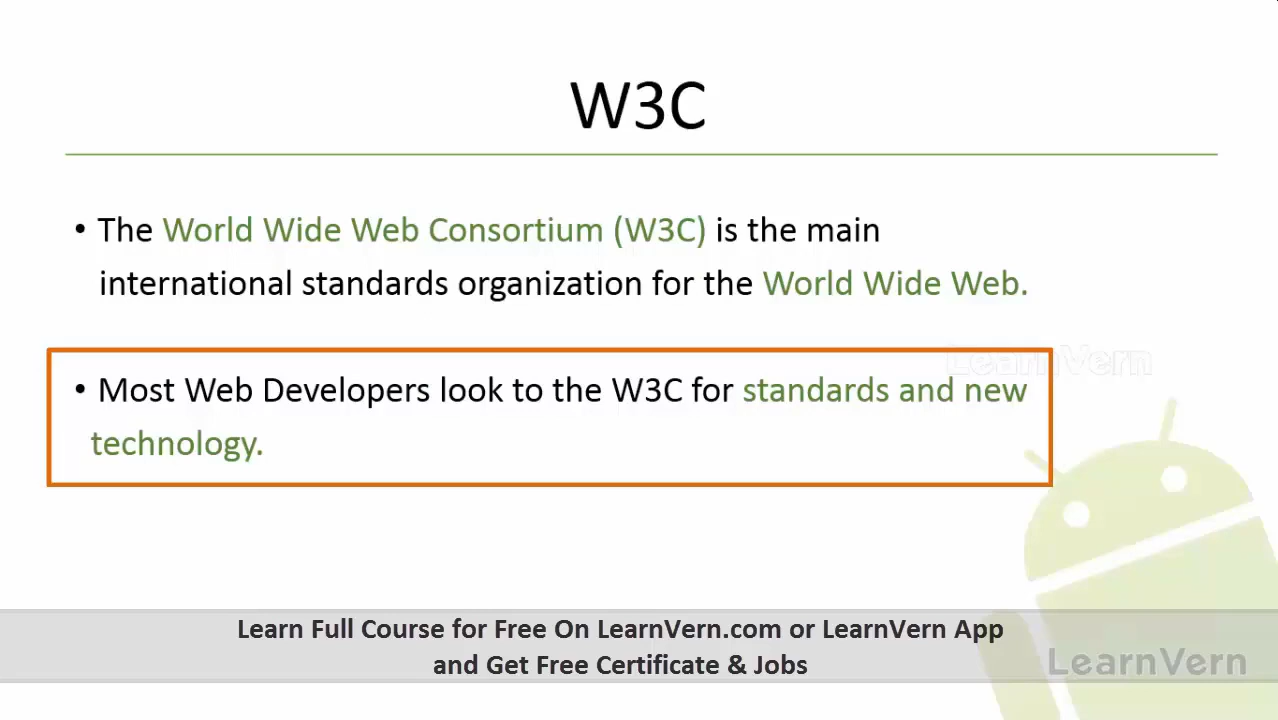 W3C
• The World Wide Web Consortium (W3C) is the main
international standards organization for the World Wide Web.
LearnVern
• Most Web Developers look to the W3C for standards and new
technology.
Learn Full Course for Free On LearnVern.com or LearnVern App
and Get Free Certificate & Jobs
LearnVern